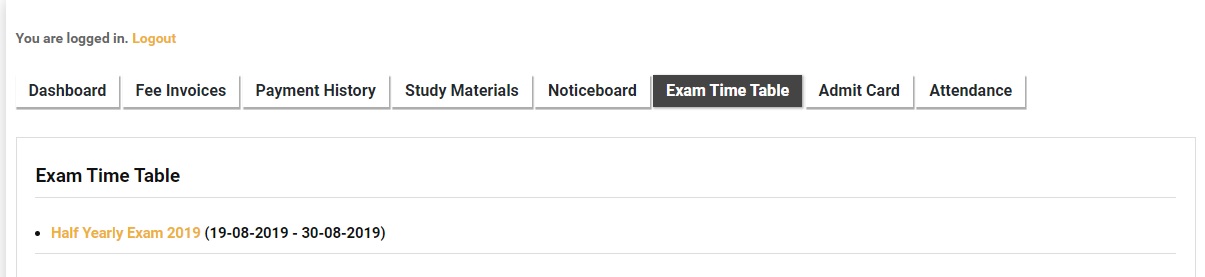 You are logged in. Logout
Dashboard Fee Invoices Payment History Study Materials Noticeboard Exam Time Table Admit Card Attendance
Exam Time Table
• Half Yearly Exam 2019 (19-08-2019 - 30-08-2019)